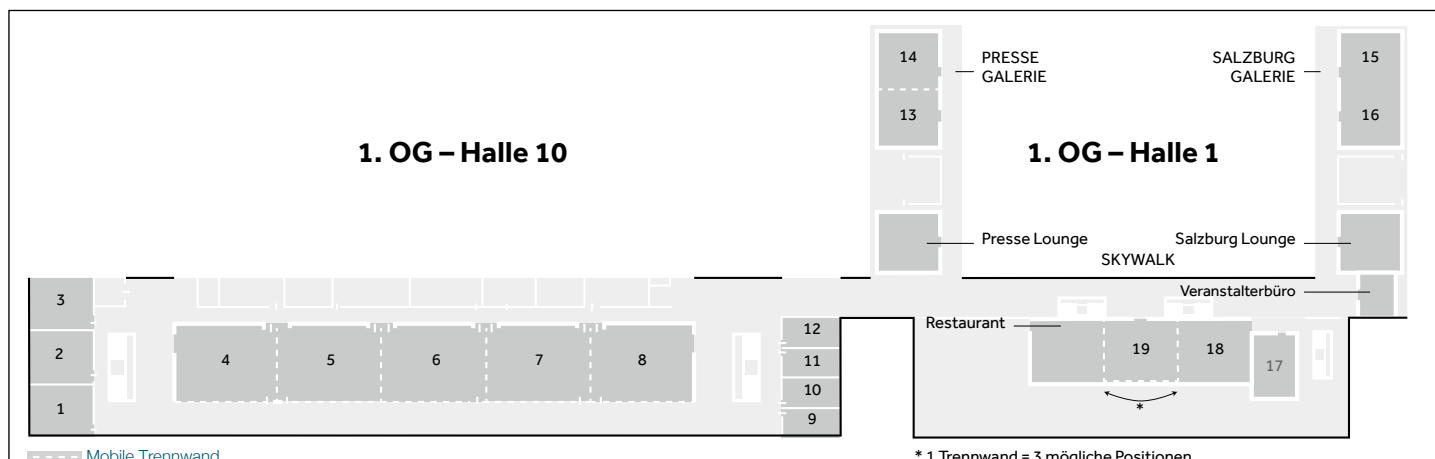 14
PRESSE
GALERIE
SALZBURG
GALERIE
15
13
16
1. OG – Halle 10
1. OG – Halle 1
Presse Lounge
Salzburg Lounge
SKYWALK
Veranstalterbüro
3
Restaurant
12
2
4
5
6
7
8
11
19
18
17
10
1
9
*
Mobile Trennwand
* 1 Trennwand = 3 mögliche Positionen